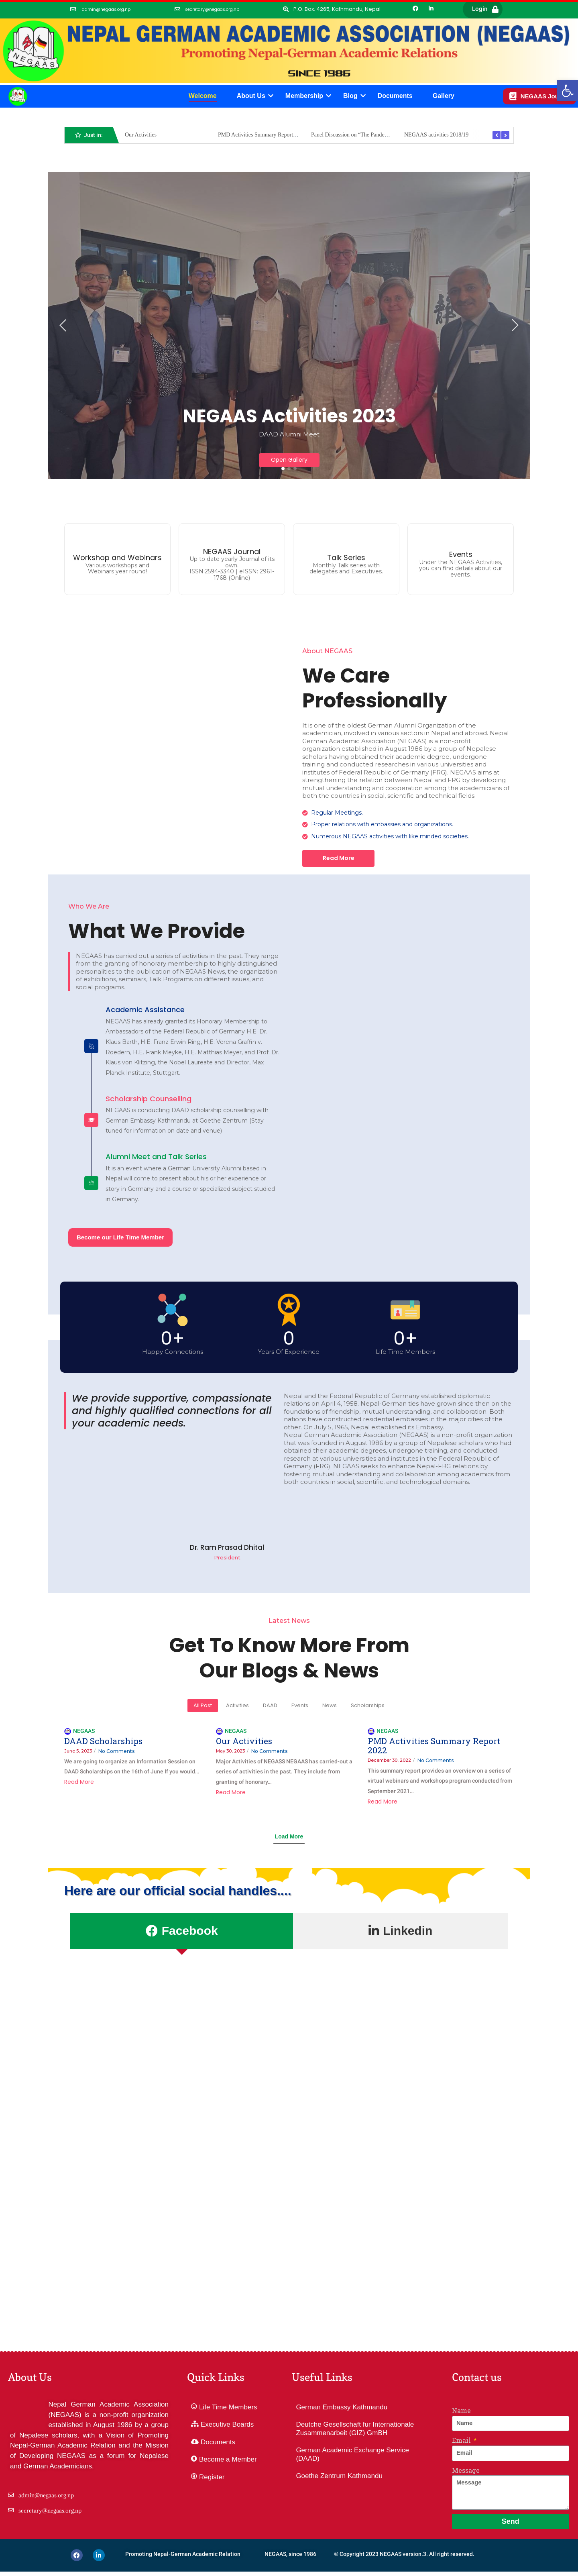 admin@negaas.org.np
secretary@negaas.org.np
P.O. Box. 4265, Kathmandu, Nepal
Login
NEPAL GERMAN ACADEMIC ASSOCIATION (NEGAAS)
Promoting Nepal-German Academic Relations
SINCE 1986
Welcome
About Us
Membership
Blog
Documents
Gallery
NEGAAS Jou
Just in:
Our Activities
PMD Activities Summary Report...
Panel Discussion on “The Pande...
NEGAAS activities 2018/19
NEGAAS Activities 2023
DAAD Alumni Meet
Open Gallery
Workshop and Webinars
Various workshops and
Webinars year round!
NEGAAS Journal
Up to date yearly Journal of its
own.
ISSN:2594-3340 | eISSN: 2961-
1768 (Online)
Talk Series
Monthly Talk series with
delegates and Executives.
Events
Under the NEGAAS Activities,
you can find details about our
events.
About NEGAAS
We Care
Professionally
It is one of the oldest German-Alumni Organization of the
academician, involved in various sectors in Nepal and abroad. Nepal
German Academic Association (NEGAAS) is a non-profit
organization established in August 1986 by a group of Nepalese
scholars having obtained their academic degree, undergone
training and conducted researches in various universities and
institutes of Federal Republic of Germany (FRG). NEGAAS aims at
strengthening the relation between Nepal and FRG by developing
mutual understanding and cooperation among the academicians of
both the countries in social, scientific and technical fields.
Regular Meetings.
Proper relations with embassies and organizations.
Numerous NEGAAS activities with like minded societies.
Read More
Who We Are
What We Provide
NEGAAS has carried out a series of activities in the past. They range
from the granting of honorary membership to highly distinguished
personalities to the publication of NEGAAS News, the organization
of exhibitions, seminars, Talk Programs on different issues, and
social programs.
Academic Assistance
NEGAAS has already granted its Honorary Membership to
Ambassadors of the Federal Republic of Germany H.E. Dr.
Klaus Barth, H.E. Franz Erwin Ring, H.E. Verena Graffin v.
Roedern, H.E. Frank Meyke, H.E. Matthias Meyer, and Prof. Dr.
Klaus von Klitzing, the Nobel Laureate and Director, Max
Planck Institute, Stuttgart.
Scholarship Counselling
NEGAAS is conducting DAAD scholarship counselling with
German Embassy Kathmandu at Goethe Zentrum (Stay
tuned for information on date and venue)
Alumni Meet and Talk Series
It is an event where a German University Alumni based in
Nepal will come to present about his or her experience or
story in Germany and a course or specialized subject studied
in Germany.
Become our Life Time Member
0+
Happy Connections
0
Years Of Experience
0+
Life Time Members
We provide supportive, compassionate
and highly qualified connections for all
your academic needs.
Nepal and the Federal Republic of Germany established diplomatic
relations on April 4, 1958. Nepal-German ties have grown since then on the
foundation of cordiality, mutual understanding, and collaboration. Both
nations have constructed residential embassies in the major cities of the
other. On July 5, 1965, Nepal established its Embassy.
Nepal German Academic Association (NEGAAS) is a non-profit organization
that was founded in August 1986 by a group of Nepalese scholars who had
obtained their academic degrees, undergone training, and conducted
research at various universities and institutes in the Federal Republic of
Germany (FRG). NEGAAS seeks to enhance Nepal-FRG relations by
fostering mutual understanding and collaboration among academics from
both countries in social, scientific, and technological domains.
Dr. Ram Prasad Dhital
President
Latest News
Get To Know More From
Our Blogs & News
All Post
Activities
DAAD
Events
News
Scholarships
NEGAAS
DAAD Scholarships
June 5, 2023 / No Comments
We are going to organize an Information Session on
DAAD Scholarships on the 16th of June If you would...
Read More
NEGAAS
Our Activities
May 30, 2023 / No Comments
Major Activities of NEGASS NEGAAS has carried-out a
series of activities in the past. They include from
granting of honorary...
Read More
NEGAAS
PMD Activities Summary Report
2022
December 30, 2022 / No Comments
This summary report provides an overview on a series of
virtual webinars and workshops program conducted from
September 2021...
Read More
Load More
Here are our official social handles....
Facebook
Linkedin
About Us
Nepal German Academic Association
(NEGAAS) is a non-profit organization
established in August 1986 by a group
of Nepalese scholars, with a Vision of Promoting
Nepal-German Academic Relation and the Mission
of Developing NEGAAS as a forum for Nepalese
and German Academicians.
admin@negaas.org.np
secretary@negaas.org.np
Quick Links
Life Time Members
Executive Boards
Documents
Become a Member
Register
Useful Links
German Embassy Kathmandu
Deutche Gesellschaft fur Internationale
Zusammenarbeit (GIZ) GmBH
German Academic Exchange Service
(DAAD)
Goethe Zentrum Kathmandu
Contact us
Name
Name
Email *
Email
Message
Message
Send
Promoting Nepal-German Academic Relation
NEGAAS, since 1986
© Copyright 2023 NEGAAS version.3. All right reserved.